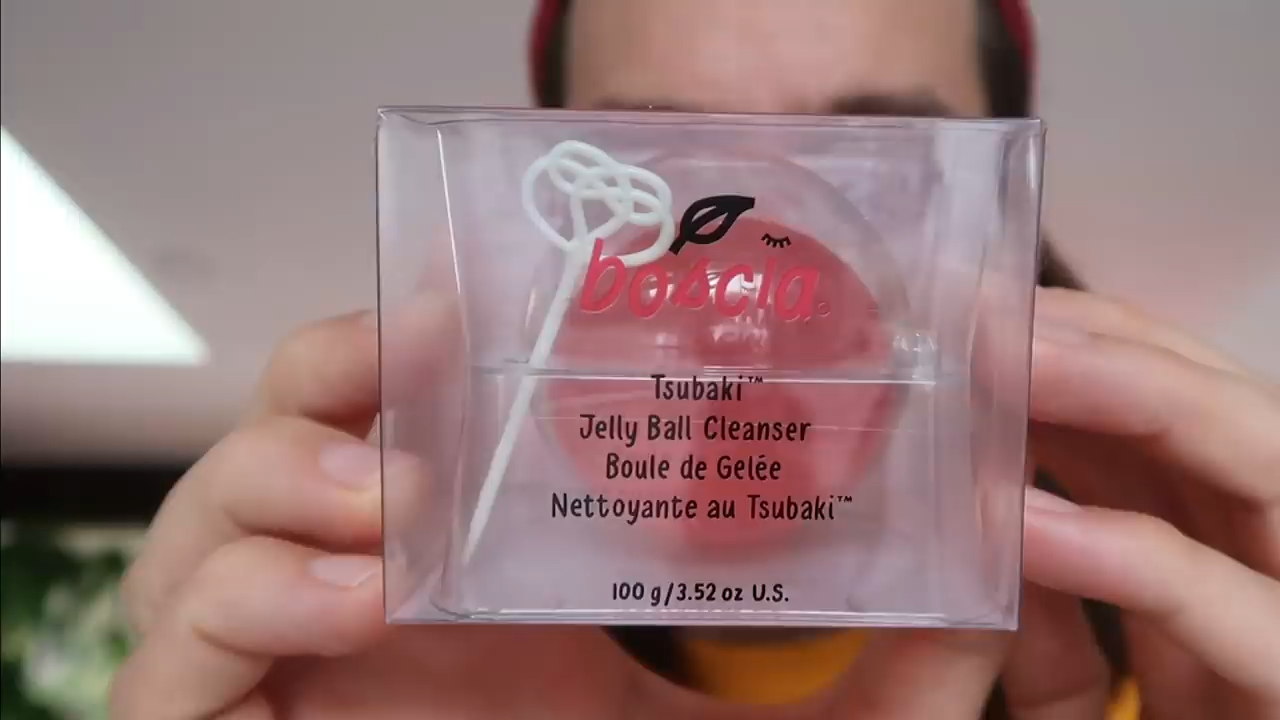 boscia®
Tsubaki™
Jelly Ball Cleanser
Boule de Gelée
Nettoyante au Tsubaki™
100 g/3.52 oz U.S.